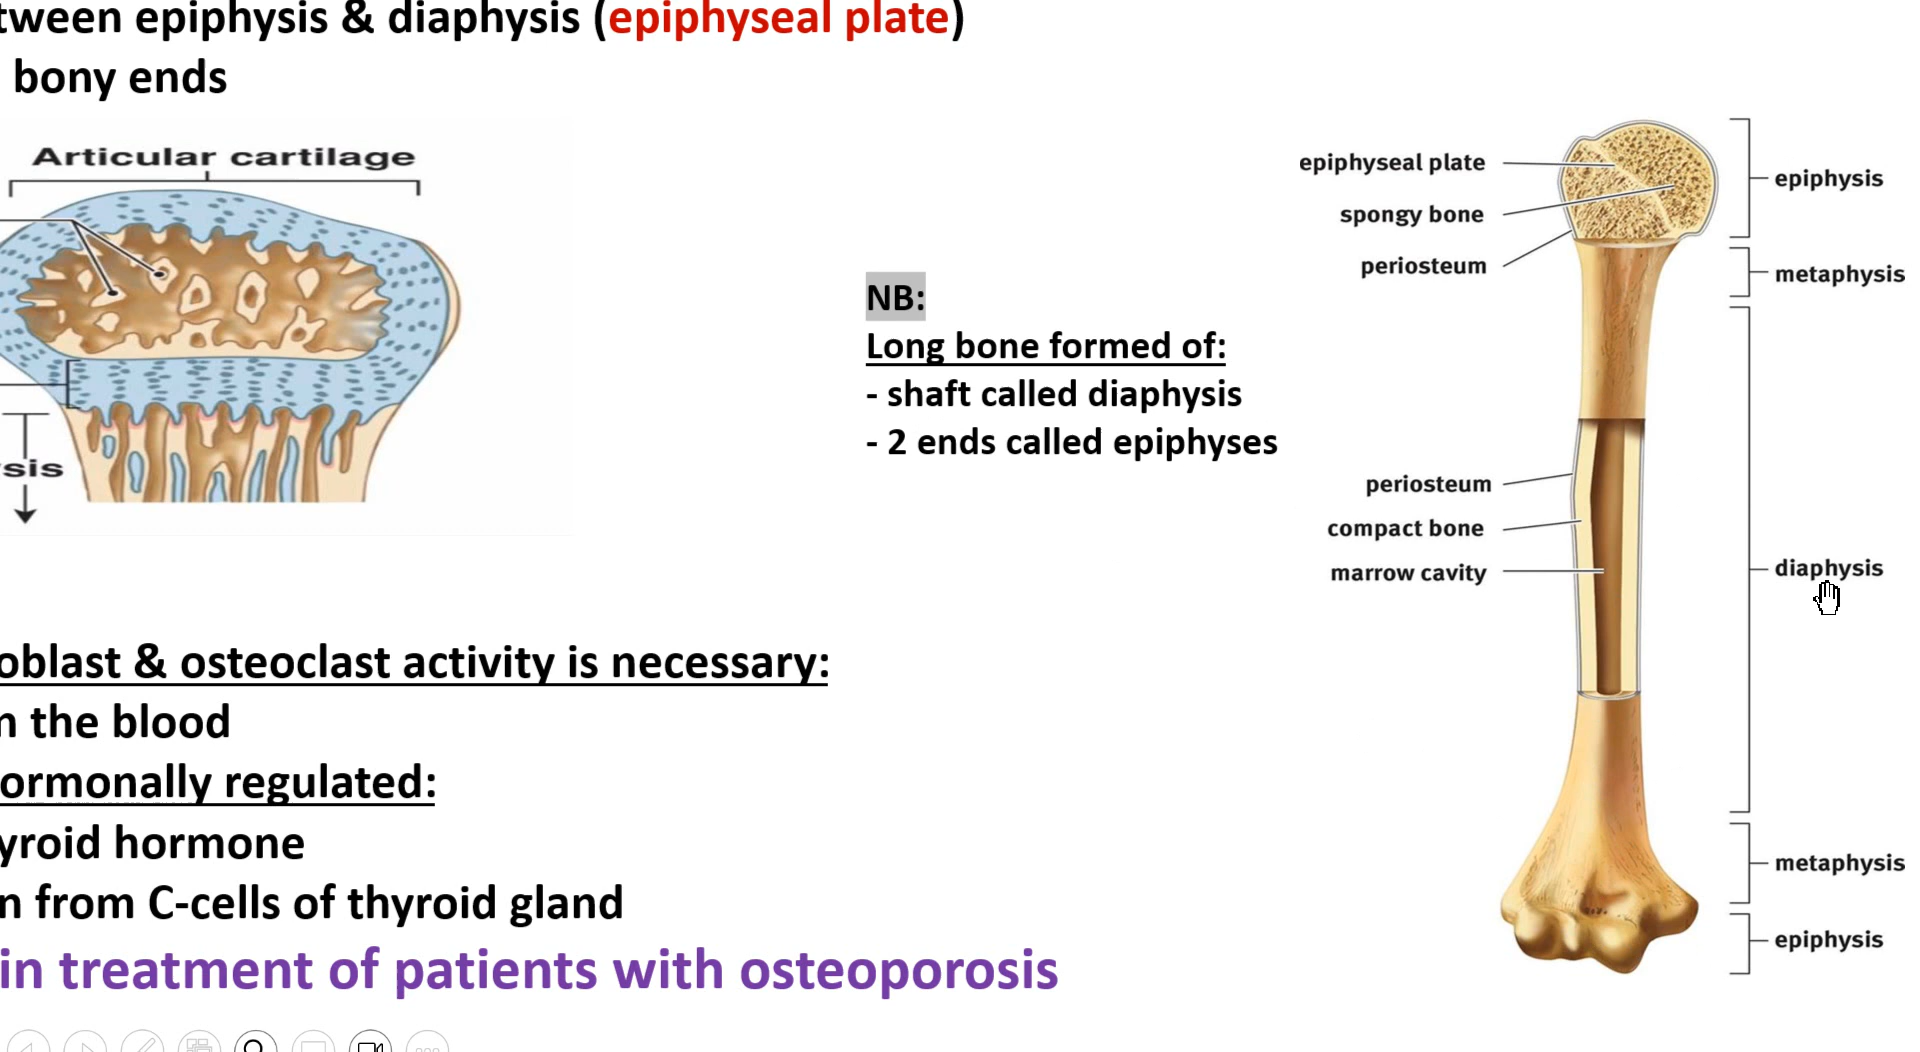 tween epiphysis & diaphysis (epiphyseal plate)
bony ends
Articular cartilage
sis
NB:
Long bone formed of:
- shaft called diaphysis
- 2 ends called epiphyses
epiphyseal plate
spongy bone
periosteum
periosteum
compact bone
marrow cavity
epiphysis
metaphysis
diaphysis
metaphysis
epiphysis
oblast & osteoclast activity is necessary:
n the blood
ormonally regulated:
yroid hormone
n from C-cells of thyroid gland
in treatment of patients with osteoporosis